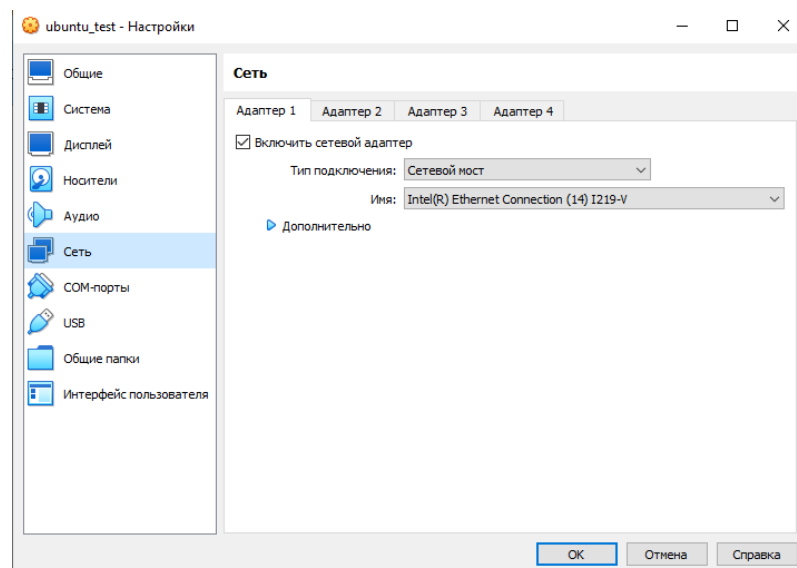 ubuntu_test - Настройки
Общие
Система
Дисплей
Носители
Аудио
Сеть
COM-порты
USB
Общие папки
Интерфейс пользователя
Сеть
Адаптер 1 Адаптер 2 Адаптер 3 Адаптер 4
Включить сетевой адаптер
Тип подключения: Сетевой мост
Имя: Intel(R) Ethernet Connection (14) I219-V
Дополнительно
OK Отмена Справка